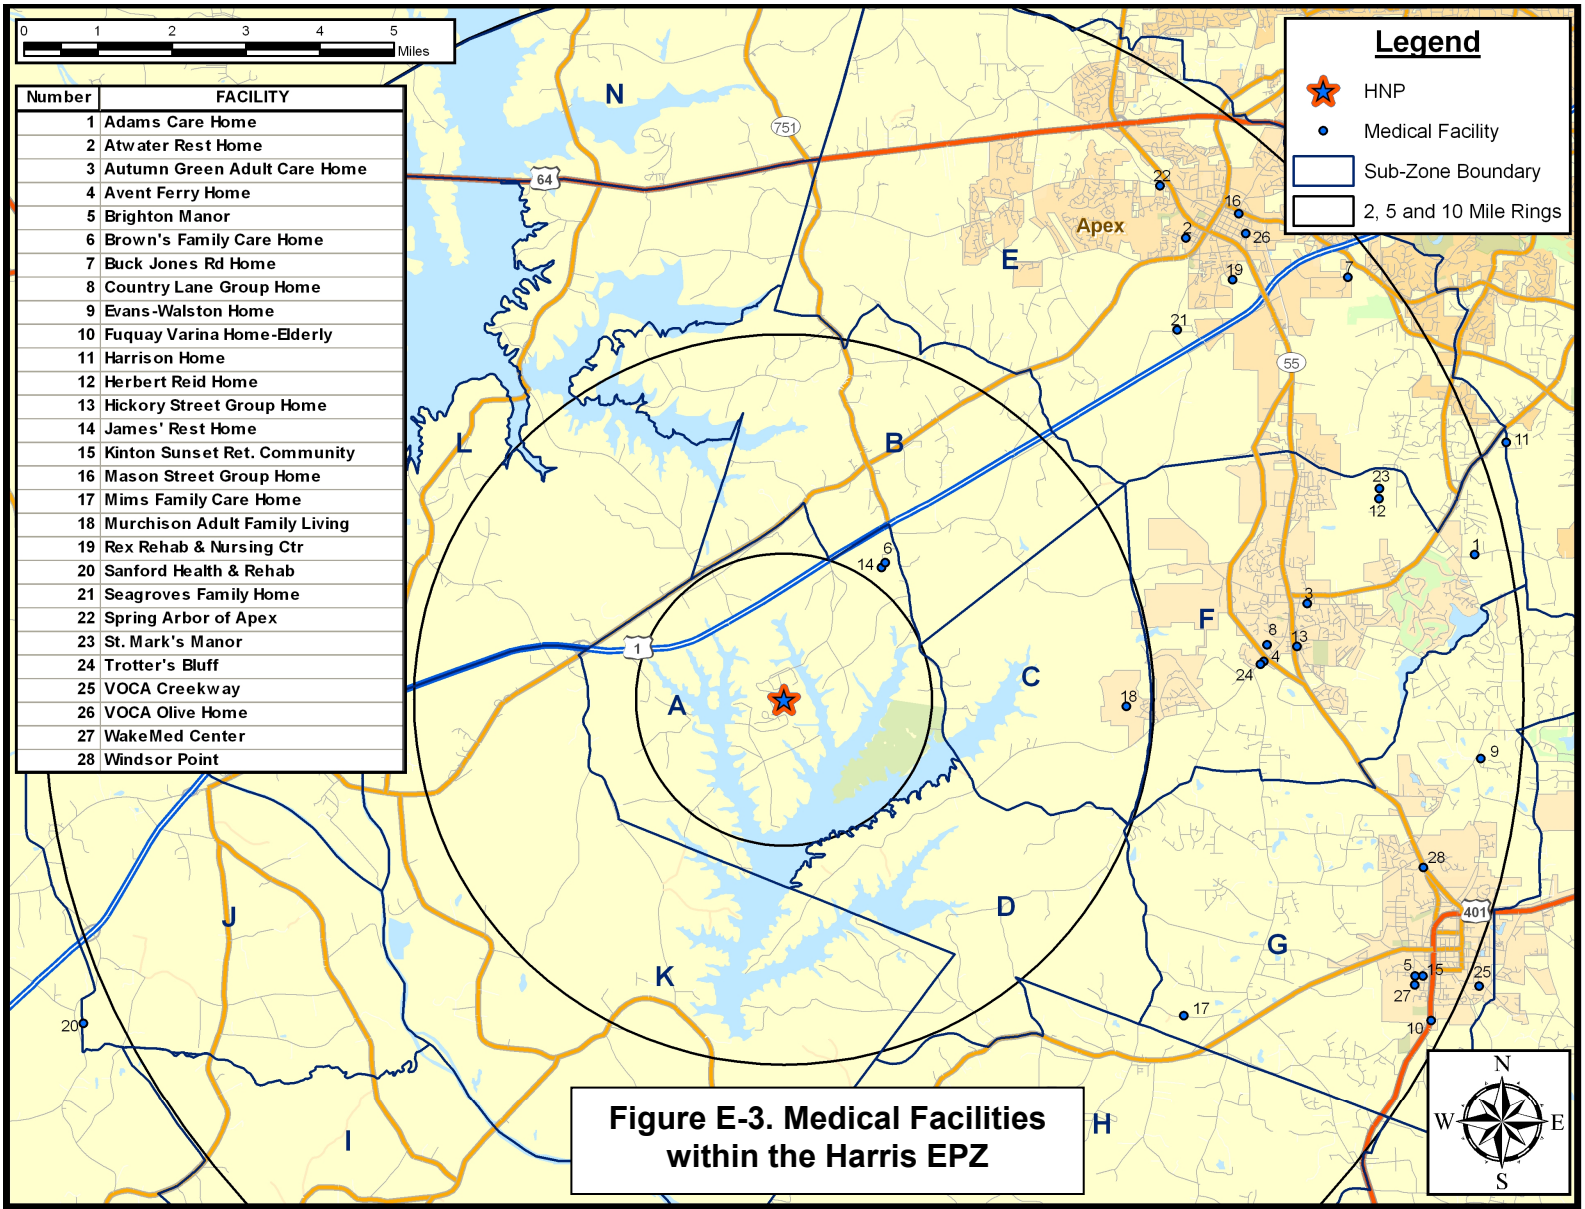 0 1 2 3 4 5
Miles
Number FACILITY
1 Adams Care Home
2 Atwater Rest Home
3 Autumn Green Adult Care Home
4 Avent Ferry Home
5 Brighton Manor
6 Brown's Family Care Home
7 Buck Jones Rd Home
8 Country Lane Group Home
9 Evans-Walston Home
10 Fuquay Varina Home-Elderly
11 Harrison Home
12 Herbert Reid Home
13 Hickory Street Group Home
14 James' Rest Home
15 Kinton Sunset Ret. Community
16 Mason Street Group Home
17 Mims Family Care Home
18 Murchison Adult Family Living
19 Rex Rehab & Nursing Ctr
20 Sanford Health & Rehab
21 Seagroves Family Home
22 Spring Arbor of Apex
23 St. Mark's Manor
24 Trotter's Bluff
25 VOCA Creekway
26 VOCA Olive Home
27 WakeMed Center
28 Windsor Point
Legend
HNP
Medical Facility
Sub-Zone Boundary
2, 5 and 10 Mile Rings
N
751
64
22
16
Apex
2
26
E
19
7
21
55
L
B
11
23
12
6
14
1
3
F
8
13
1
4
24
A
C
18
9
28
J
D
401
G
K
5
15
25
27
17
20
10
H
I
Figure E-3. Medical Facilities
within the Harris EPZ
N
W E
S